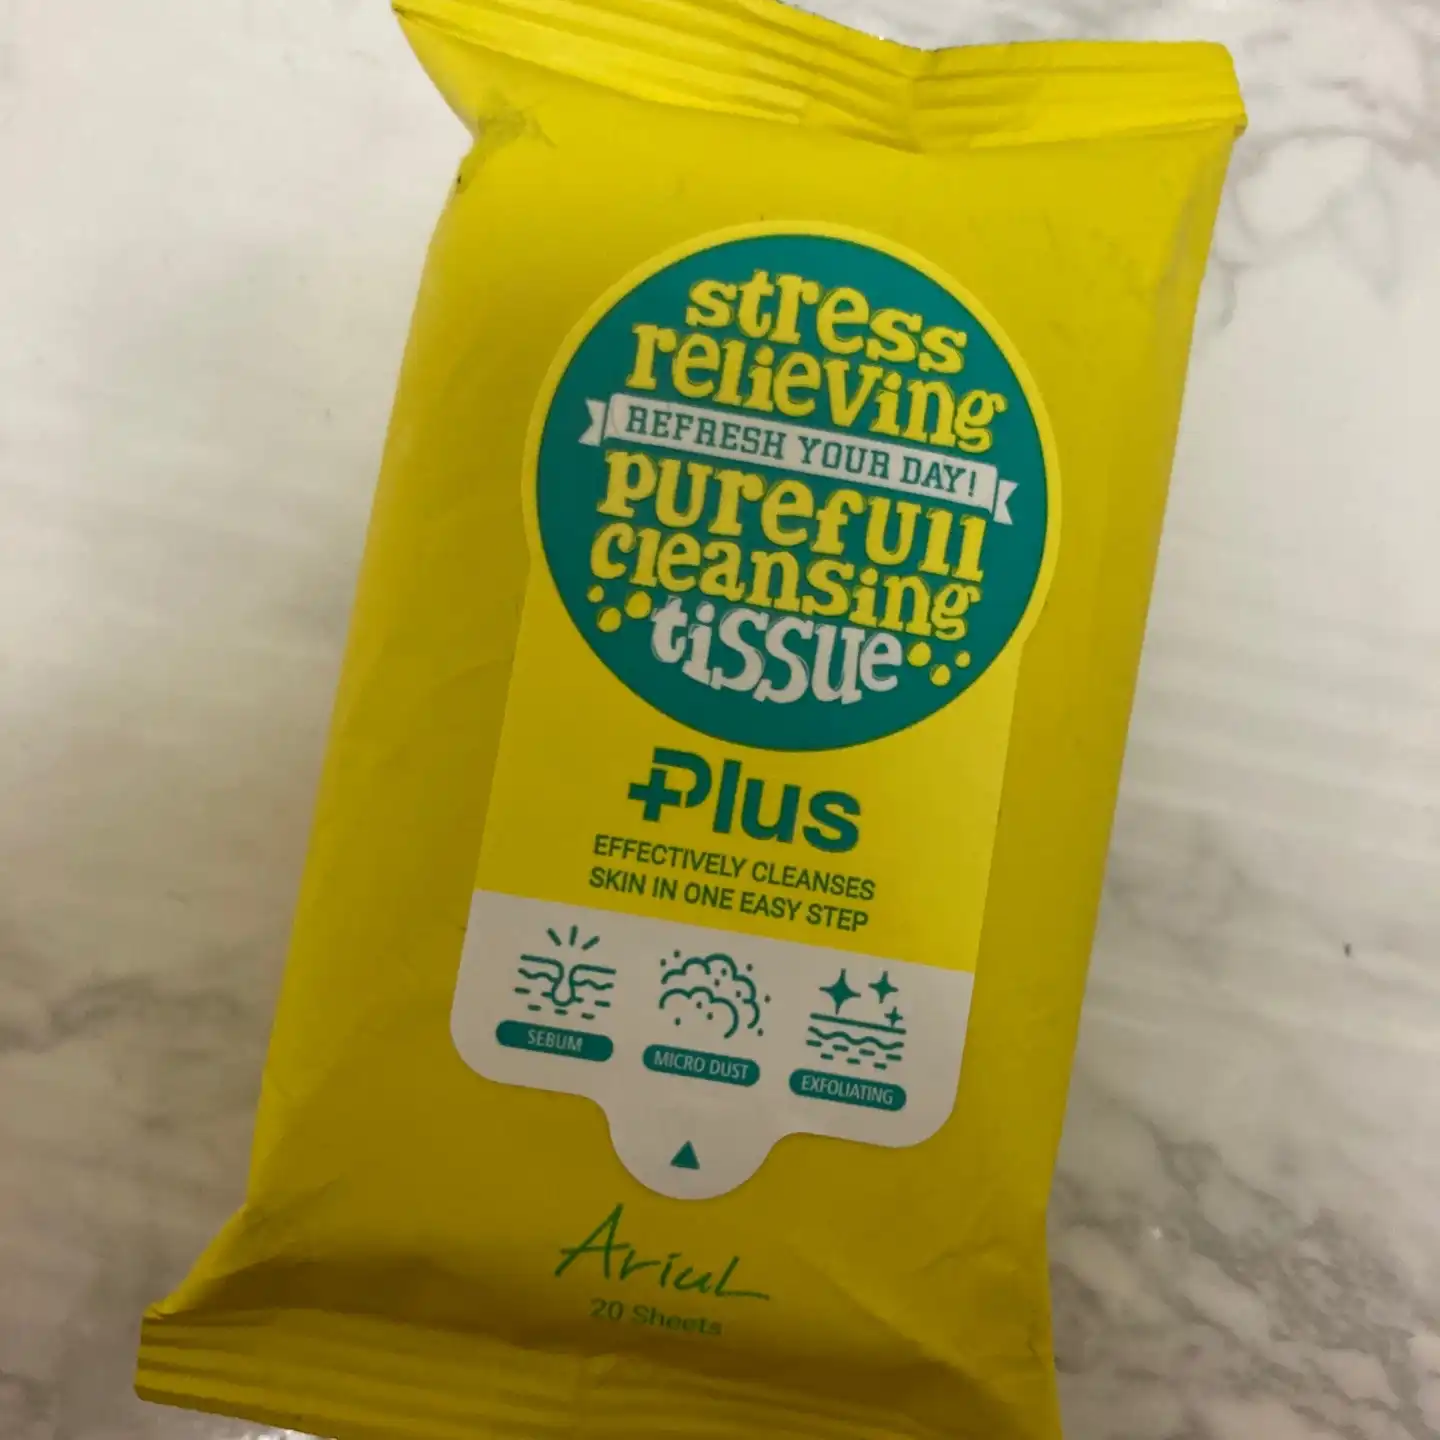 stress
relieving
REFRESH YOUR DAY!
purefull
cleansing
tissue
Plus
EFFECTIVELY CLEANSES
SKIN IN ONE EASY STEP
SEBUM MICRO DUST EXFOLIATING
Ariul
20 Sheets